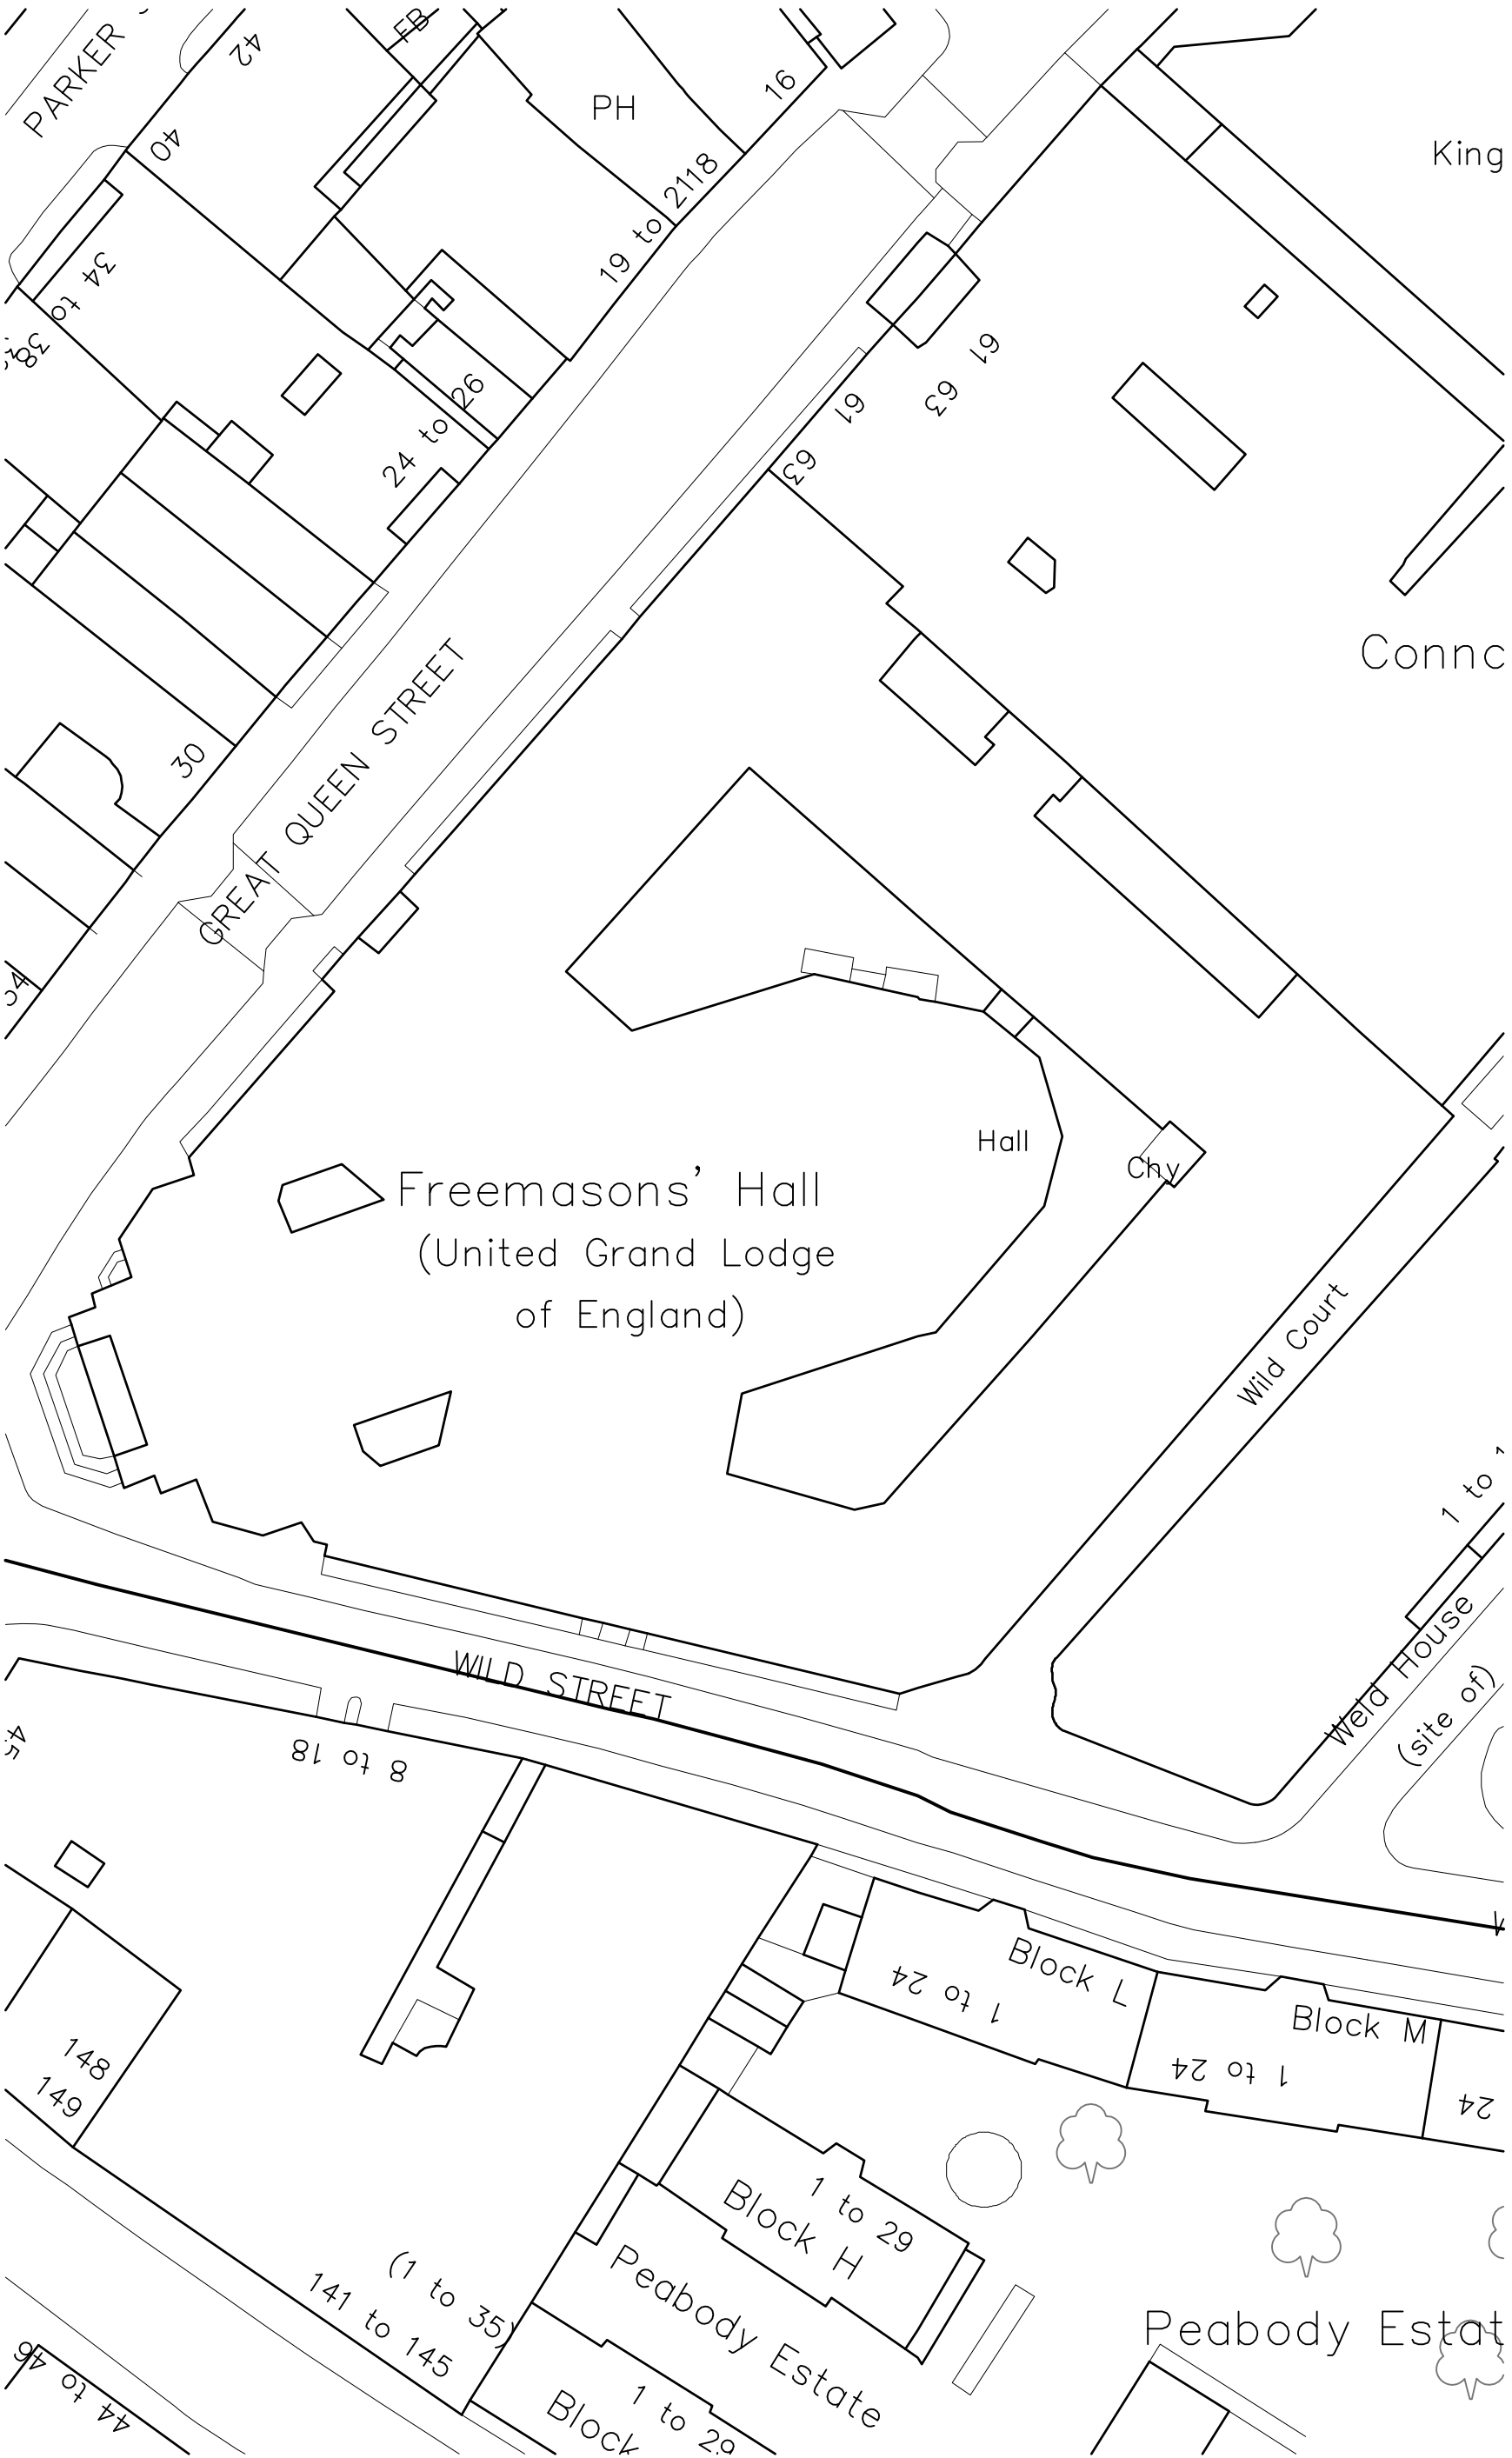 PARKER
42
FB
PH
16
40
2118
19 to
King
34 to 38
61
63
61
63
26
24 to
30
Connc
GREAT QUEEN STREET
34
Hall
Chy
Freemasons' Hall
(United Grand Lodge
of England)
Wild Court
1 to
Weld House
(site of)
WILD STREET
45
8 to 18
Block L
1 to 24
Block M
1 to 24
24
148
149
1 to 29
Block H
(1 to 35)
141 to 145
Peabody Estate
Peabody Estat
44 to 46
1 to 29
Block